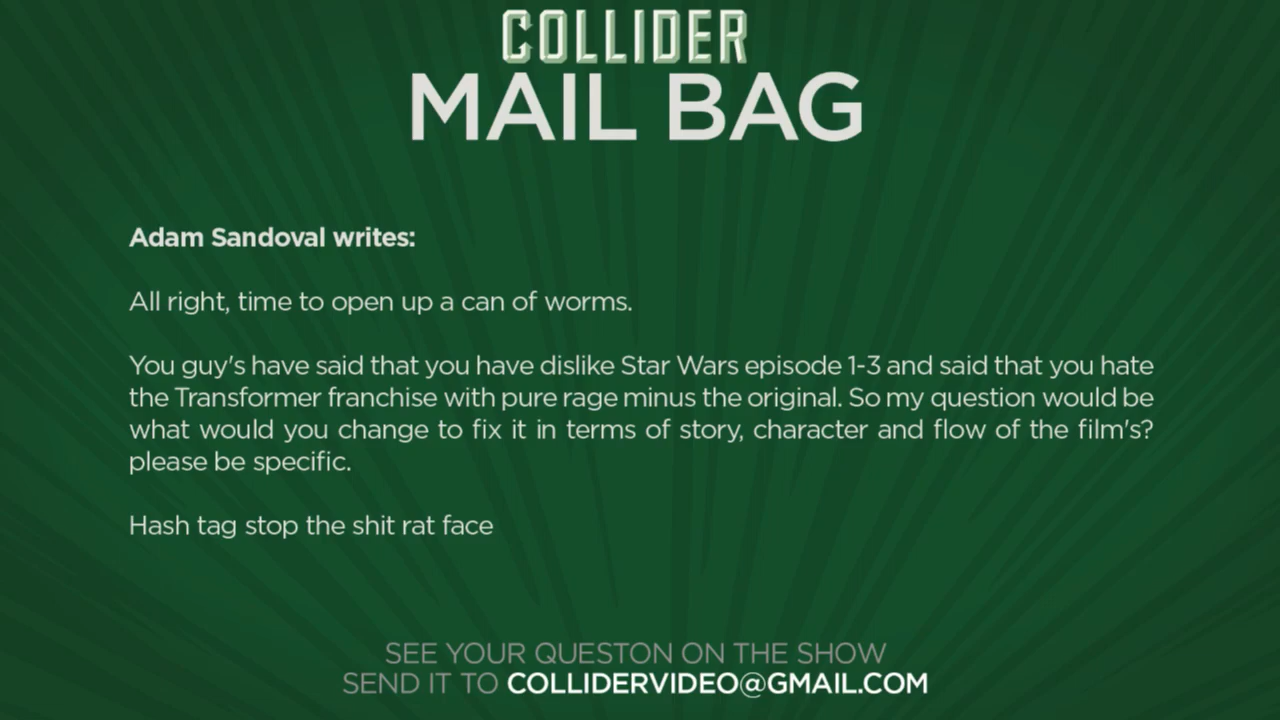 COLLIDER
MAIL BAG
Adam Sandoval writes:
All right, time to open up a can of worms.
You guy's have said that you have dislike Star Wars episode 1-3 and said that you hate
the Transformer franchise with pure rage minus the original. So my question would be
what would you change to fix it in terms of story, character and flow of the film's?
please be specific.
Hash tag stop the shit rat face
SEE YOUR QUESTON ON THE SHOW
SEND IT TO COLLIDERVIDEO@GMAIL.COM